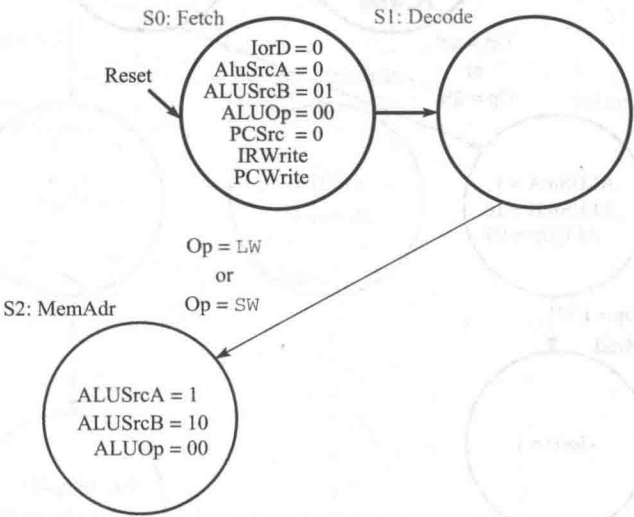 S0: Fetch
S1: Decode
Reset
IorD = 0
AluSrcA = 0
ALUSrcB = 01
ALUOp = 00
PCSrc = 0
IRWrite
PCWrite
Op = LW
or
Op = SW
S2: MemAdr
ALUSrcA = 1
ALUSrcB = 10
ALUOp = 00